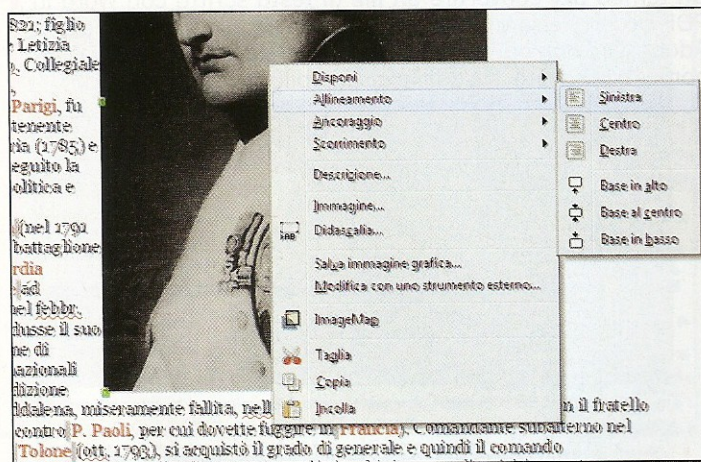 821; figlio
Letizia
Collegiale
Parigi, fu
tenente
ria (1785) e
eguito la
olitica e
(nel 1791
battaglione
rdia
ad
nel febbr.
dusse il suo
ne di
azionali
dizione
ddalena, miseramente fallita, nell n il fratello
contro P. Paoli, per cui dovette fuggire in Francia). Comandante subalterno nel
Tolone (ott. 1793), si acquistò il grado di generale e quindi il comando
Disponi
Allineamento
Ancoraggio
Scorrimento
Descrizione...
Immagine...
Didascalia...
Salva immagine grafica...
Modifica con uno strumento esterno...
ImageMap
Taglia
Copia
Incolla
Sinistra
Centro
Destra
Base in alto
Base al centro
Base in basso